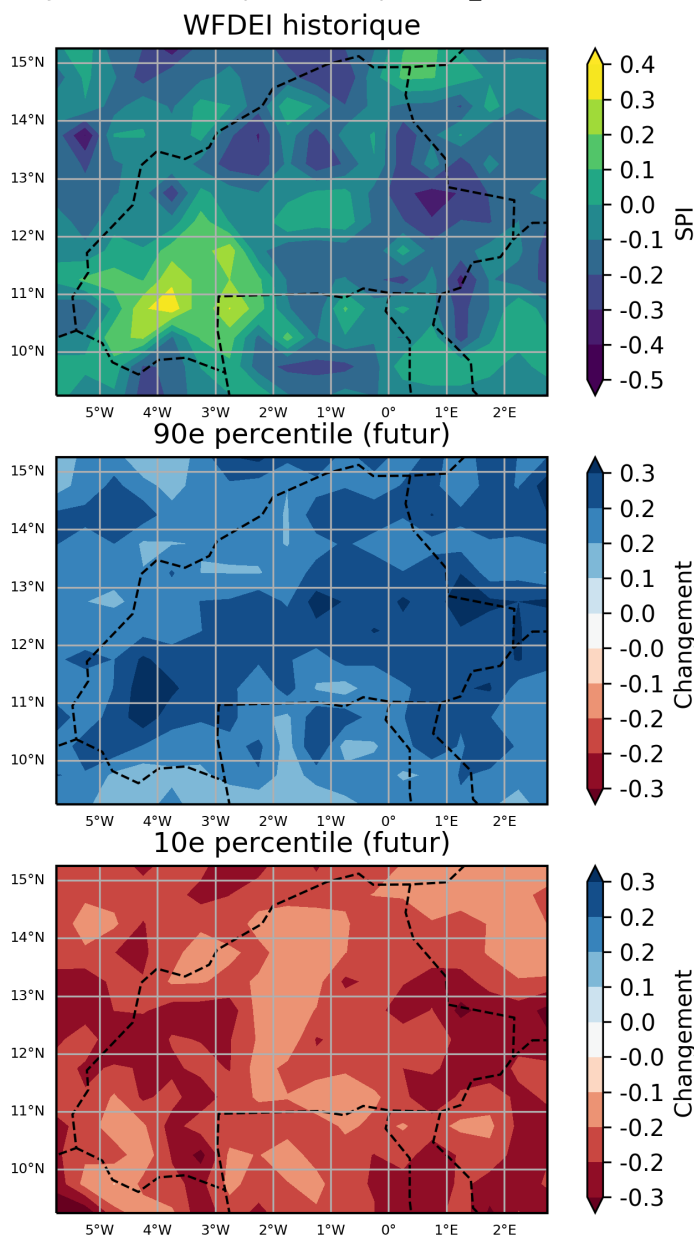 WFDEI historique
15°N
14°N
13°N
12°N
11°N
10°N
5°W 4°W 3°W 2°W 1°W 0° 1°E 2°E
0.4
0.3
0.2
0.1
0.0
-0.1
-0.2
-0.3
-0.4
-0.5
SPI
90e percentile (futur)
15°N
14°N
13°N
12°N
11°N
10°N
5°W 4°W 3°W 2°W 1°W 0° 1°E 2°E
0.3
0.2
0.2
0.1
0.0
-0.0
-0.1
-0.2
-0.2
-0.3
Changement
10e percentile (futur)
15°N
14°N
13°N
12°N
11°N
10°N
5°W 4°W 3°W 2°W 1°W 0° 1°E 2°E
0.3
0.2
0.2
0.1
0.0
-0.0
-0.1
-0.2
-0.2
-0.3
Changement